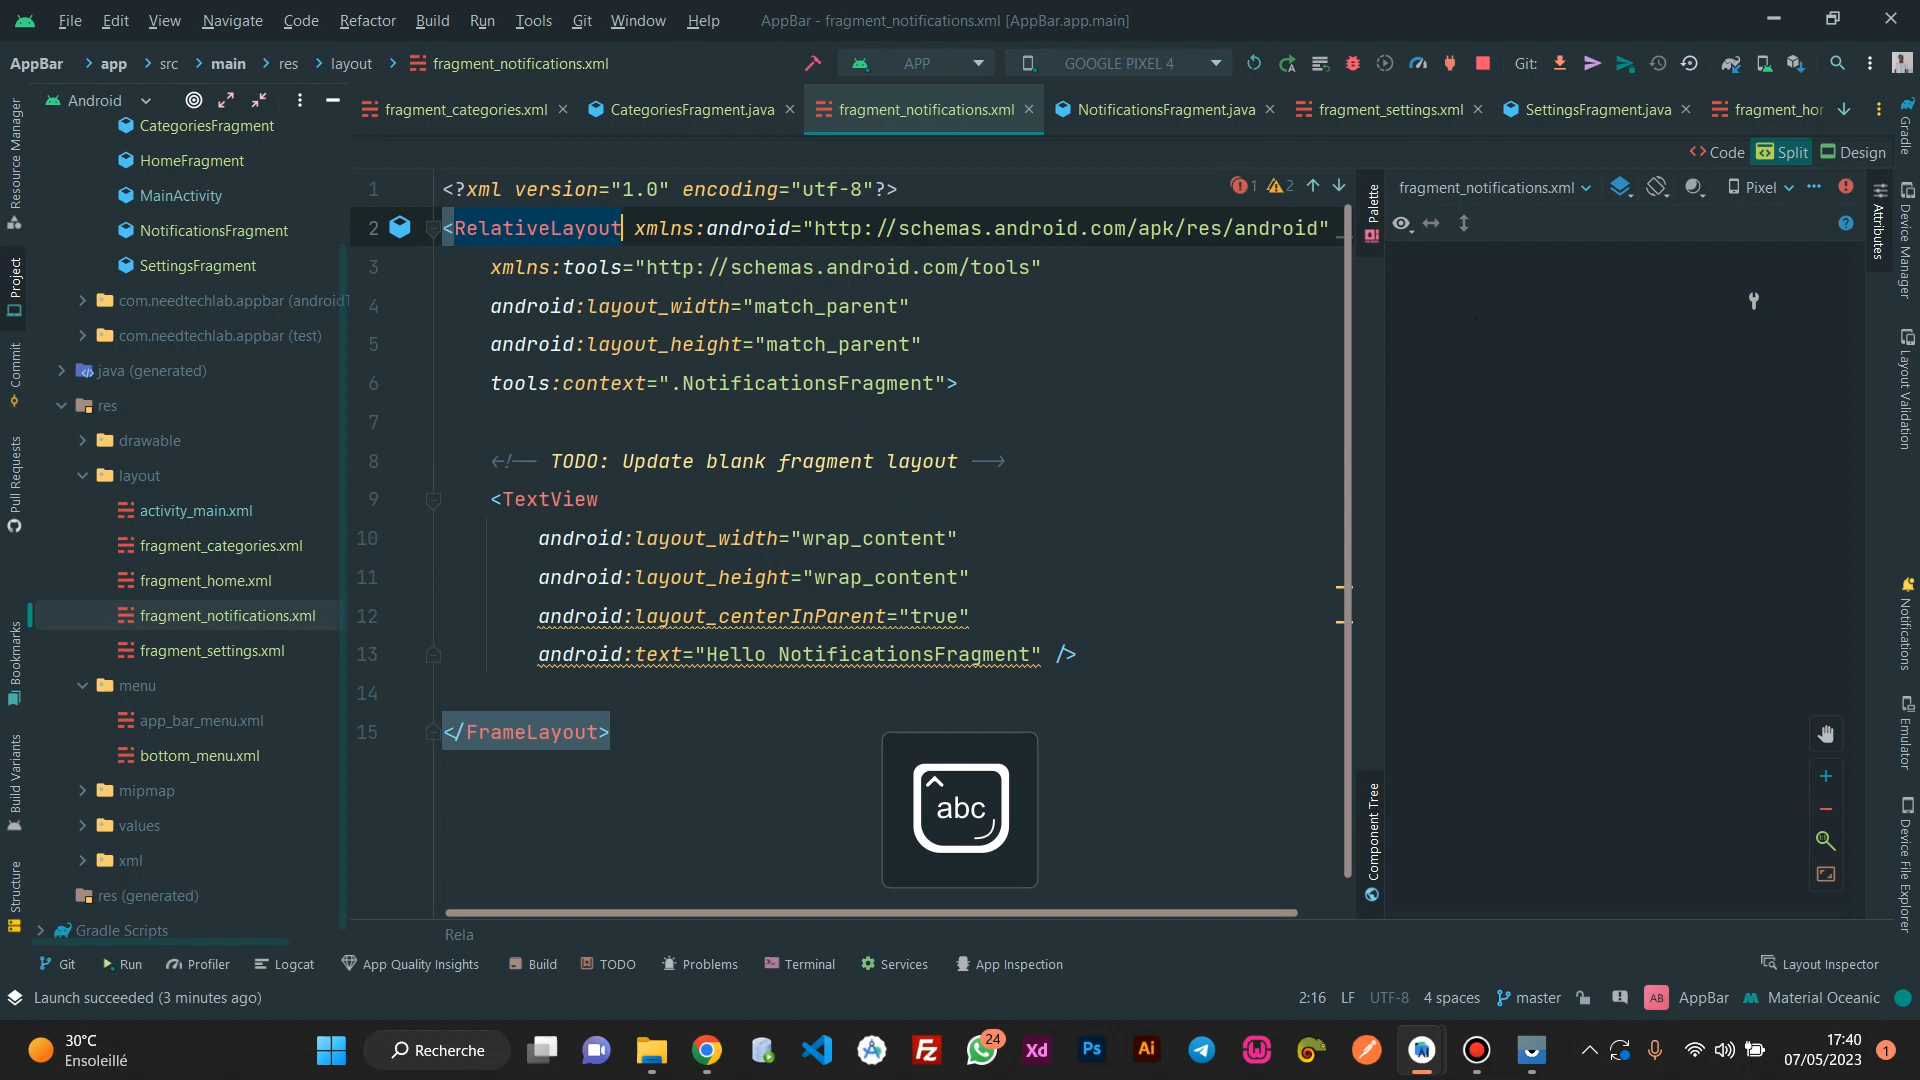 File Edit View Navigate Code Refactor Build Run Tools Git Window Help AppBar - fragment_notifications.xml [AppBar.app.main]
AppBar app src main res layout fragment_notifications.xml APP GOOGLE PIXEL 4 Git:
Android
fragment_categories.xml CategoriesFragment.java fragment_notifications.xml NotificationsFragment.java fragment_settings.xml SettingsFragment.java fragment_hor
Code Split Design
Resource Manager
Project
Commit
Pull Requests
Bookmarks
Build Variants
Structure
CategoriesFragment
HomeFragment
MainActivity
NotificationsFragment
SettingsFragment
com.needtechlab.appbar (androidT
com.needtechlab.appbar (test)
java (generated)
res
drawable
layout
activity_main.xml
fragment_categories.xml
fragment_home.xml
fragment_notifications.xml
fragment_settings.xml
menu
app_bar_menu.xml
bottom_menu.xml
mipmap
values
xml
res (generated)
Gradle Scripts
1 <?xml version="1.0" encoding="utf-8"?>
1 2
2 <RelativeLayout xmlns:android="http://schemas.android.com/apk/res/android"
3 xmlns:tools="http://schemas.android.com/tools"
4 android:layout_width="match_parent"
5 android:layout_height="match_parent"
6 tools:context=".NotificationsFragment">
7
8 <!-- TODO: Update blank fragment layout -->
9 <TextView
10 android:layout_width="wrap_content"
11 android:layout_height="wrap_content"
12 android:layout_centerInParent="true"
13 android:text="Hello NotificationsFragment" />
14
15 </FrameLayout>
abc
Rela
Palette
Component Tree
fragment_notifications.xml Pixel
Attributes
Gradle
Device Manager
Layout Validation
Notifications
Emulator
Device File Explorer
Git Run Profiler Logcat App Quality Insights Build TODO Problems Terminal Services App Inspection Layout Inspector
Launch succeeded (3 minutes ago) 2:16 LF UTF-8 4 spaces master AB AppBar Material Oceanic
30°C
Ensoleillé
Recherche
24
Xd Ps Ai
17:40
07/05/2023
1